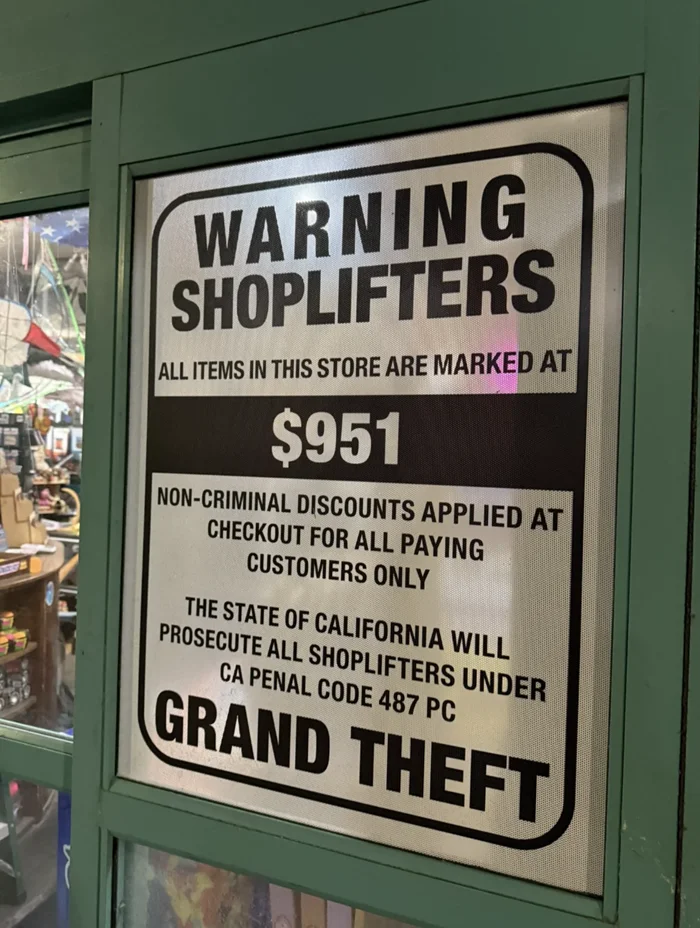 WARNING
SHOPLIFTERS
ALL ITEMS IN THIS STORE ARE MARKED AT
$951
NON-CRIMINAL DISCOUNTS APPLIED AT
CHECKOUT FOR ALL PAYING
CUSTOMERS ONLY
THE STATE OF CALIFORNIA WILL
PROSECUTE ALL SHOPLIFTERS UNDER
CA PENAL CODE 487 PC
GRAND THEFT